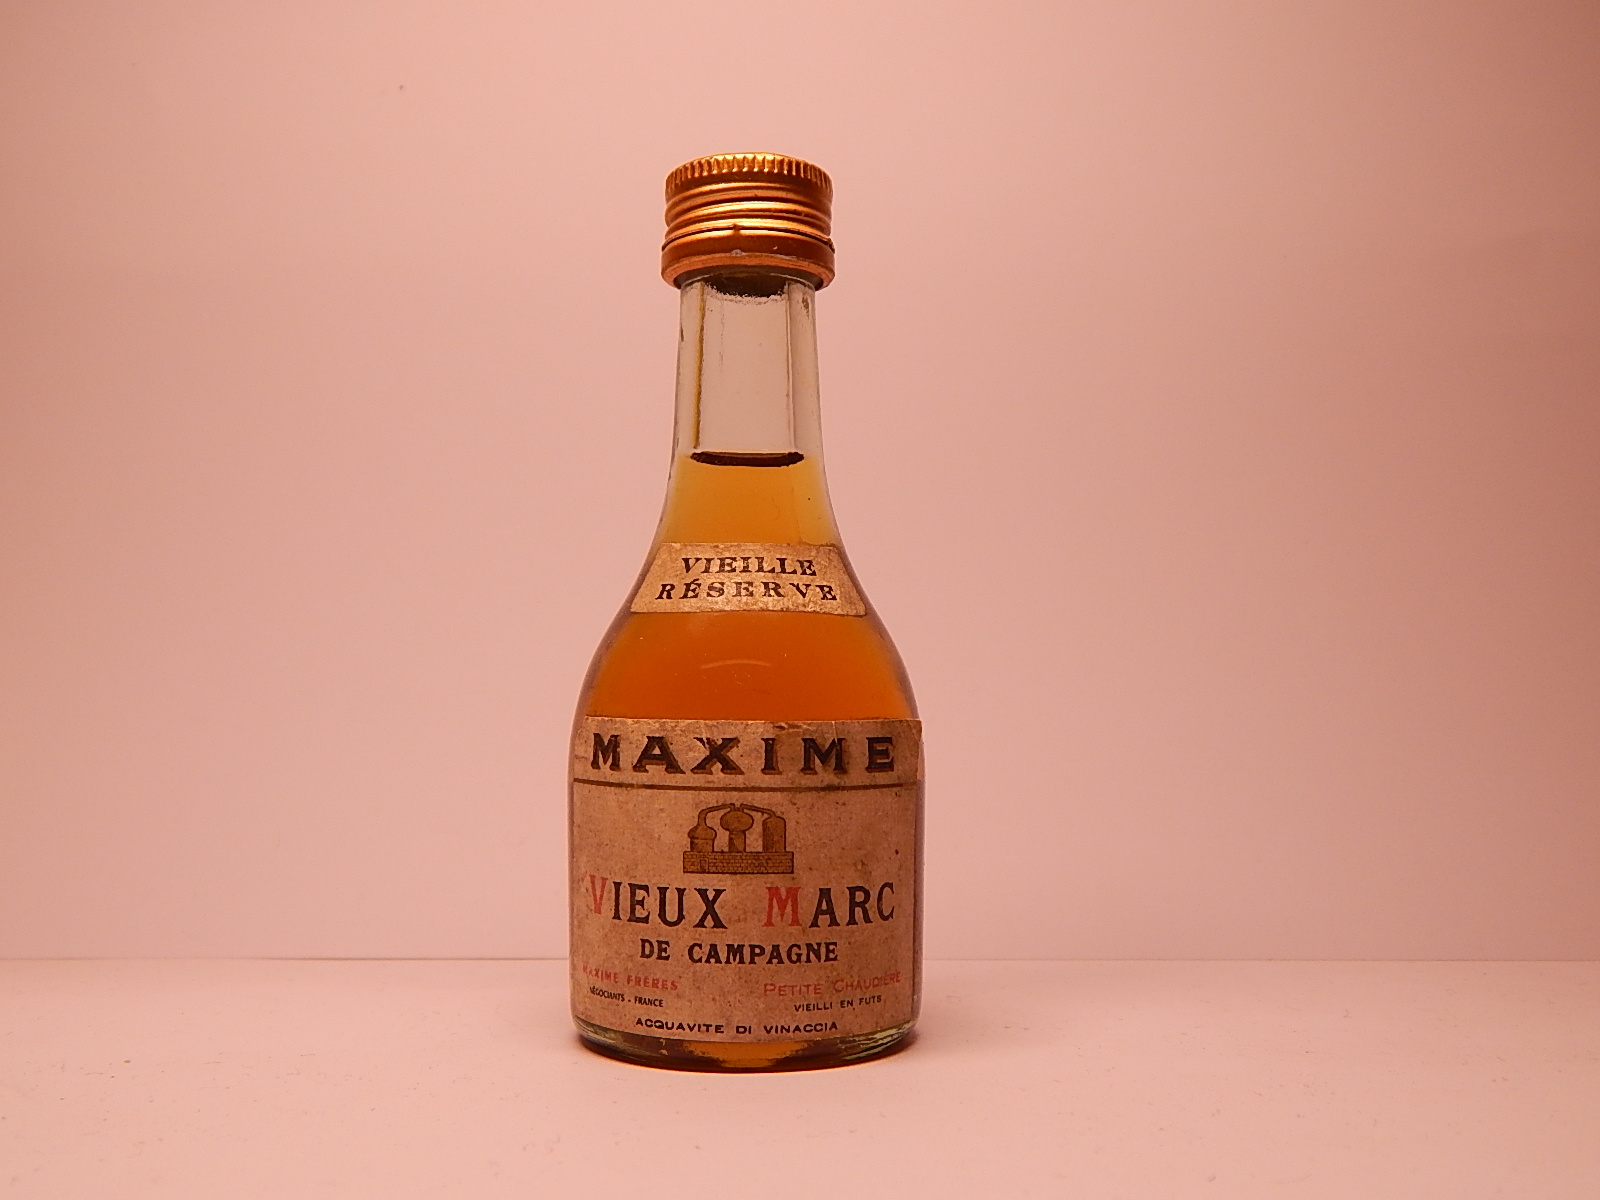 VIEILLE
RÉSERVE
MAXIME
VIEUX MARC
DE CAMPAGNE
MAXIME FRÈRES
NÉGOCIANTS - FRANCE
PETITE CHAUDIÈRE
VIEILLI EN FUTS
ACQUAVITE DI VINACCIA